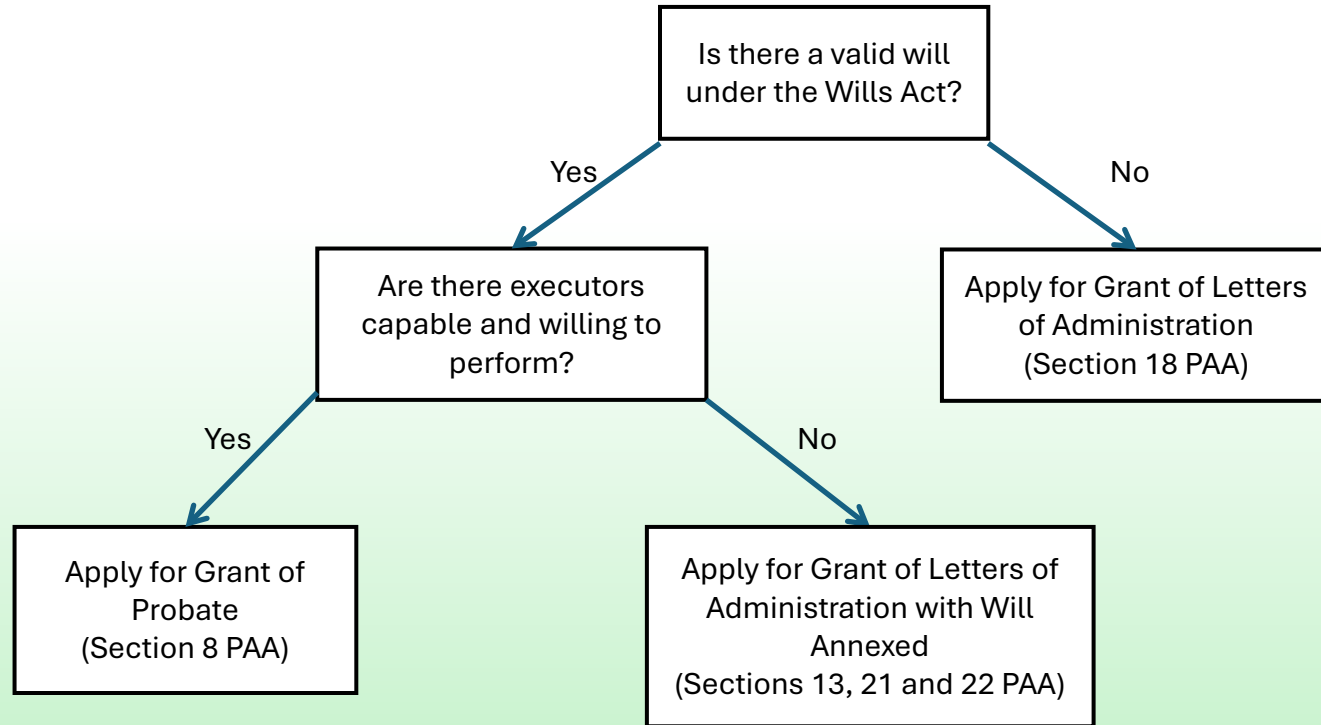 Is there a valid will
under the Wills Act?
Yes
No
Are there executors
capable and willing to
perform?
Apply for Grant of Letters
of Administration
(Section 18 PAA)
Yes
No
Apply for Grant of
Probate
(Section 8 PAA)
Apply for Grant of Letters of
Administration with Will
Annexed
(Sections 13, 21 and 22 PAA)